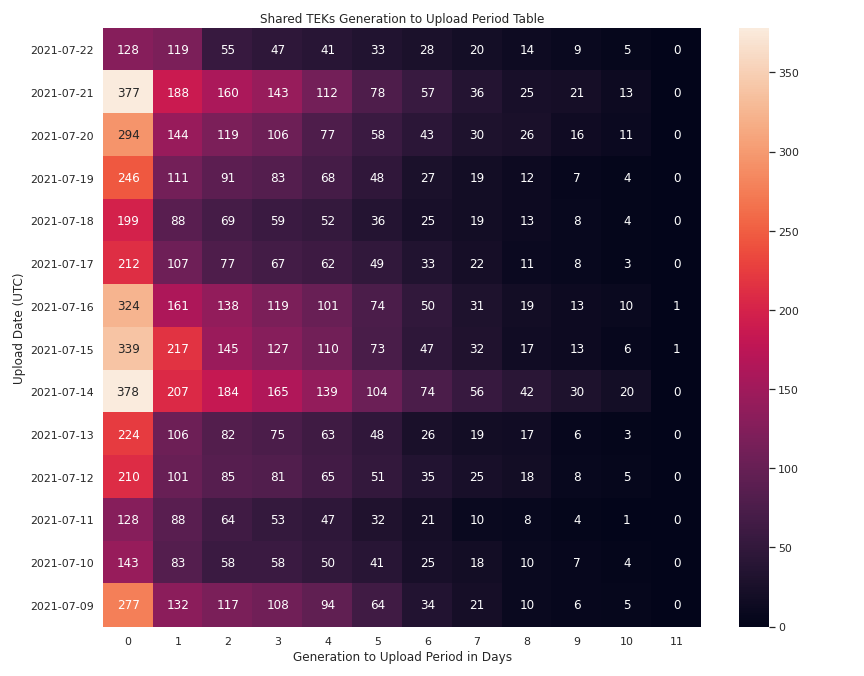 Shared TEKs Generation to Upload Period Table
2021-07-22 128 119 55 47 41 33 28 20 14 9 5 0
2021-07-21 377 188 160 143 112 78 57 36 25 21 13 0
2021-07-20 294 144 119 106 77 58 43 30 26 16 11 0
2021-07-19 246 111 91 83 68 48 27 19 12 7 4 0
2021-07-18 199 88 69 59 52 36 25 19 13 8 4 0
2021-07-17 212 107 77 67 62 49 33 22 11 8 3 0
2021-07-16 324 161 138 119 101 74 50 31 19 13 10 1
2021-07-15 339 217 145 127 110 73 47 32 17 13 6 1
2021-07-14 378 207 184 165 139 104 74 56 42 30 20 0
2021-07-13 224 106 82 75 63 48 26 19 17 6 3 0
2021-07-12 210 101 85 81 65 51 35 25 18 8 5 0
2021-07-11 128 88 64 53 47 32 21 10 8 4 1 0
2021-07-10 143 83 58 58 50 41 25 18 10 7 4 0
2021-07-09 277 132 117 108 94 64 34 21 10 6 5 0
0 1 2 3 4 5 6 7 8 9 10 11
Generation to Upload Period in Days
Upload Date (UTC)
350
300
250
200
150
100
50
0